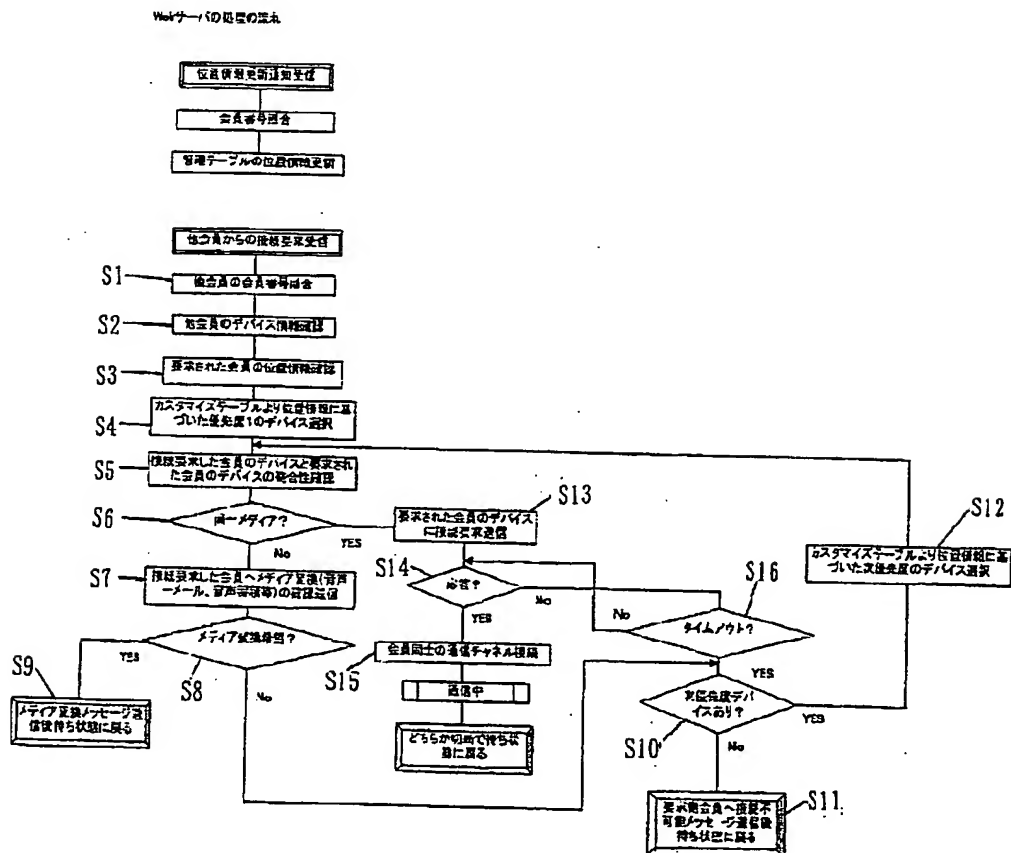 Webサーバの処理の流れ
位置情報更新通知受信
会員番号照合
管理テーブルの位置情報更新
他会員からの接続要求受信
S1
他会員の会員番号照合
S2
他会員のデバイス情報確認
S3
要求された会員の位置情報確認
S4
カスタマイズテーブルより位置情報に基
づいた優先度1のデバイス選択
S5
接続要求した会員のデバイスと要求され
た会員のデバイスの整合性確認
S6
同一メディア?
YES
No
S13
要求された会員のデバイス
に接続要求送信
S12
カスタマイズテーブルより位置情報に基
づいた次優先度のデバイス選択
S7
接続要求した会員へメディア変換(音声
ーメール、音声
の確認送信
S14
応答?
No
YES
S16
タイムアウト?
No
YES
S8
メディア変換
?
YES
No
S15
会員同士の通信チャネル接続
通信中
どちらか切断で待ち状
態に戻る
S9
メディア変換メッセージ送
信後待ち状態に戻る
S10
次優先度デバ
イスあり?
YES
No
S11
要求元会員へ接続不
可能メッセージ送信後
待ち状態に戻る